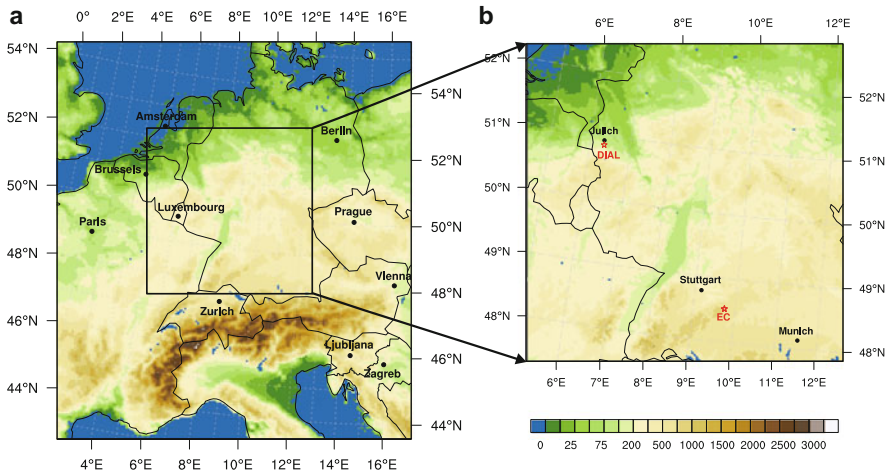 a
0° 2°E 4°E 6°E 8°E 10°E 12°E 14°E
54°N
52°N
50°N
48°N
46°N
44°N
54°N
52°N
50°N
48°N
46°N
44°N
Amsterdam
Berlin
Brussels
Luxembourg
Paris
Prague
Vienna
Zurich
Ljubljana
Zagreb
4°E 6°E 8°E 10°E 12°E 14°E 16°E
b
6°E 8°E 10°E 12°E
52°N
51°N
50°N
49°N
48°N
52°N
51°N
50°N
49°N
48°N
Julich
DIAL
Stuttgart
EC
Munich
6°E 7°E 8°E 9°E 10°E 11°E 12°E
0 25 75 200 500 1000 1500 2000 2500 3000